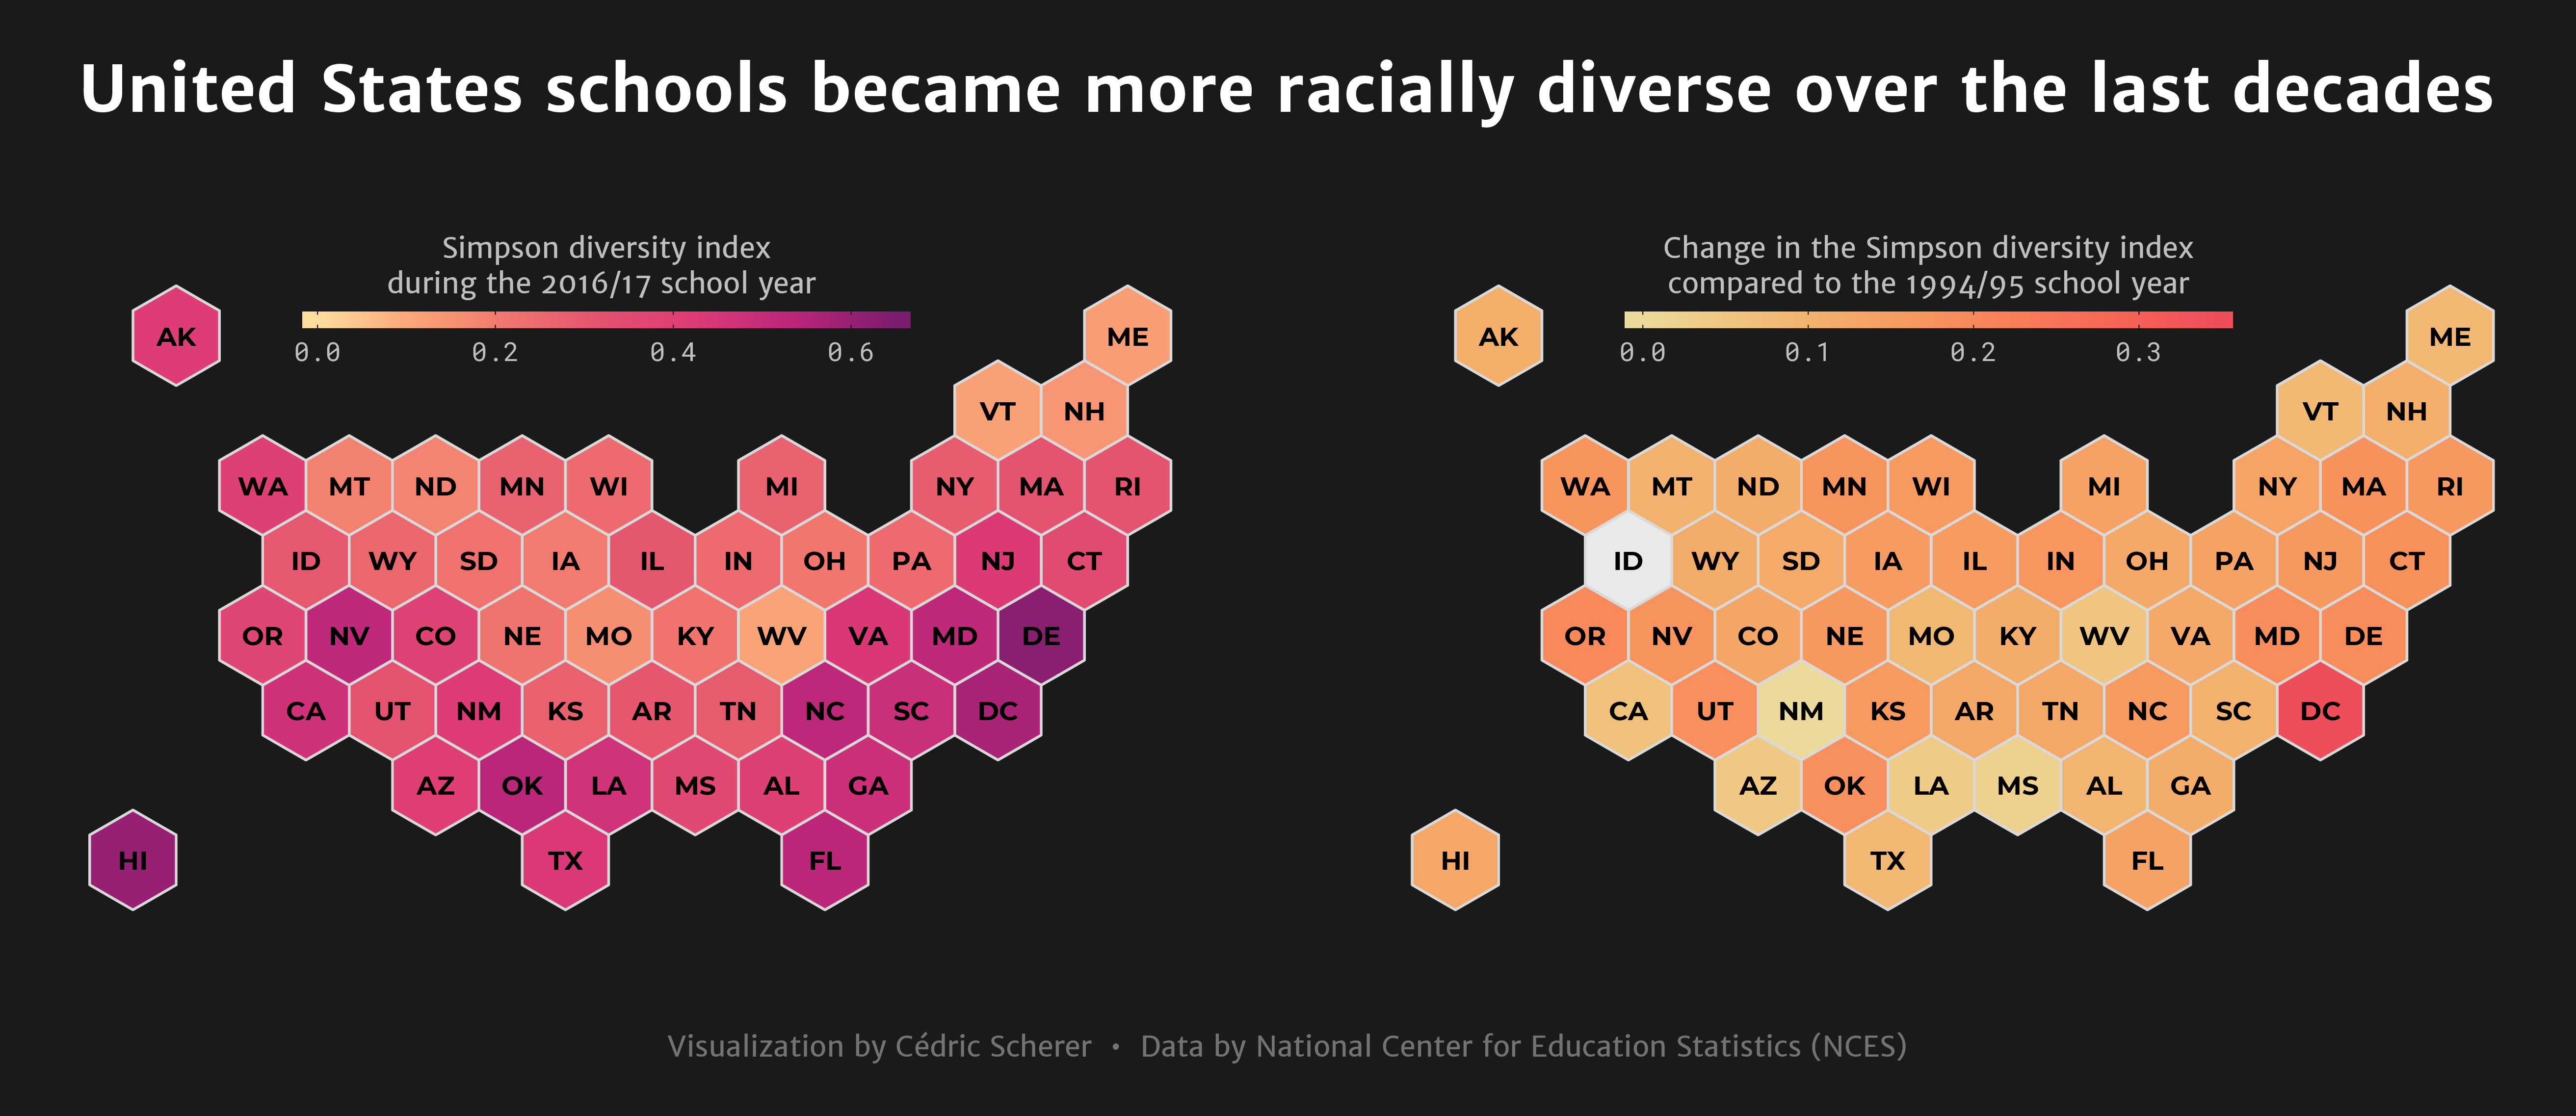 United States schools became more racially diverse over the last decades
Simpson diversity index
during the 2016/17 school year
0.0 0.2 0.4 0.6
AK ME
VT NH
WA MT ND MN WI MI NY MA RI
ID WY SD IA IL IN OH PA NJ CT
OR NV CO NE MO KY WV VA MD DE
CA UT NM KS AR TN NC SC DC
AZ OK LA MS AL GA
HI TX FL
Change in the Simpson diversity index
compared to the 1994/95 school year
0.0 0.1 0.2 0.3
AK ME
VT NH
WA MT ND MN WI MI NY MA RI
ID WY SD IA IL IN OH PA NJ CT
OR NV CO NE MO KY WV VA MD DE
CA UT NM KS AR TN NC SC DC
AZ OK LA MS AL GA
HI TX FL
Visualization by Cédric Scherer • Data by National Center for Education Statistics (NCES)